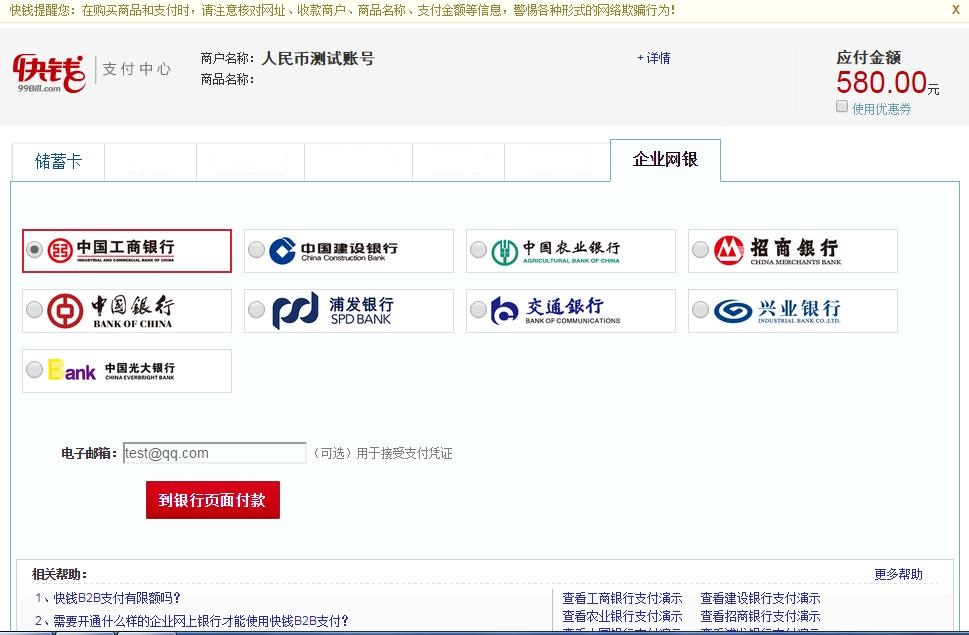 快钱提醒您：在购买商品和支付时，请注意核对网址、收款商户、商品名称、支付金额等信息，警惕各种形式的网络欺骗行为！ X
快钱 99Bill.com 支付中心
商户名称： 人民币测试账号 +详情
商品名称：
应付金额
580.00元
使用优惠券
储蓄卡 企业网银
中国工商银行 INDUSTRIAL AND COMMERCIAL BANK OF CHINA
中国建设银行 China Construction Bank
中国农业银行 AGRICULTURAL BANK OF CHINA
招商银行 CHINA MERCHANTS BANK
中国银行 BANK OF CHINA
浦发银行 SPD BANK
交通银行 BANK OF COMMUNICATIONS
兴业银行 INDUSTRIAL BANK CO.,LTD.
Bank 中国光大银行 CHINA EVERBRIGHT BANK
电子邮箱： test@qq.com （可选）用于接受支付凭证
到银行页面付款
相关帮助： 更多帮助
1、快钱B2B支付有限额吗？
2、需要开通什么样的企业网上银行才能使用快钱B2B支付？
查看工商银行支付演示 查看建设银行支付演示
查看农业银行支付演示 查看招商银行支付演示